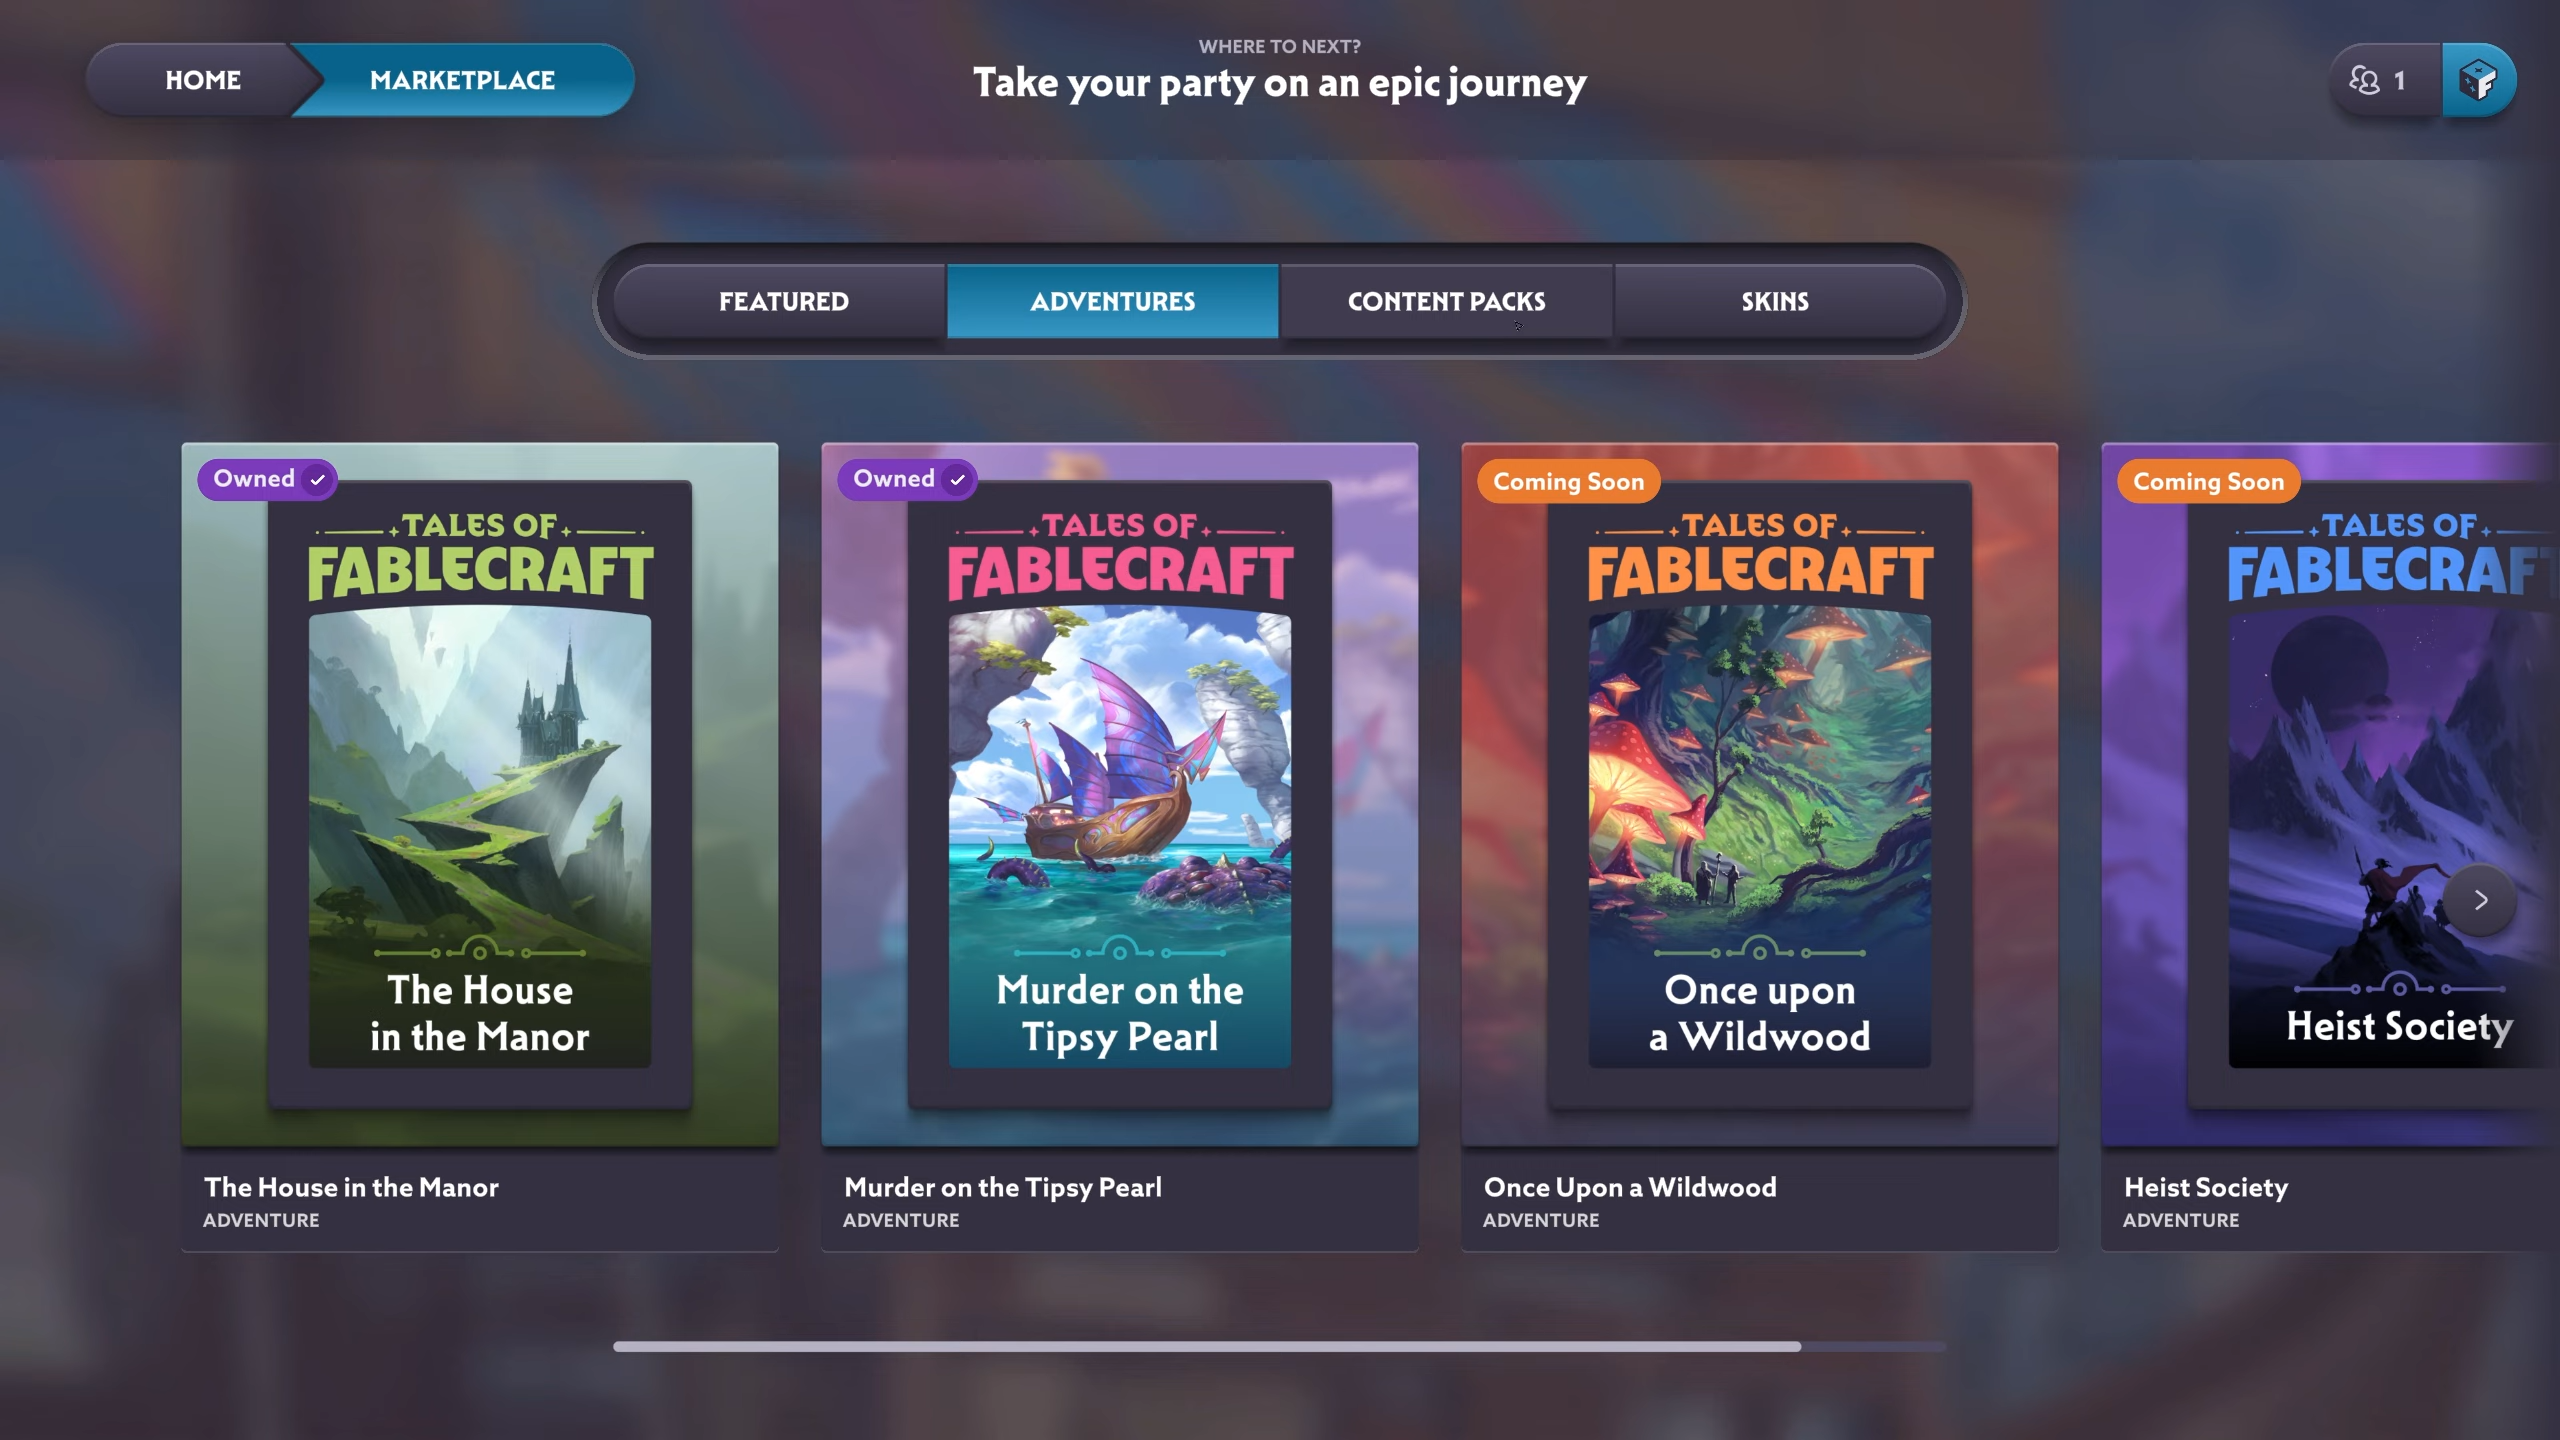 HOME
MARKETPLACE
WHERE TO NEXT?
Take your party on an epic journey
1
FEATURED
ADVENTURES
CONTENT PACKS
SKINS
Owned
TALES OF
FABLECRAFT
The House
in the Manor
The House in the Manor
ADVENTURE
Owned
TALES OF
FABLECRAFT
Murder on the
Tipsy Pearl
Murder on the Tipsy Pearl
ADVENTURE
Coming Soon
TALES OF
FABLECRAFT
Once upon
a Wildwood
Once Upon a Wildwood
ADVENTURE
Coming Soon
TALES OF
FABLECRAFT
Heist Society
Heist Society
ADVENTURE